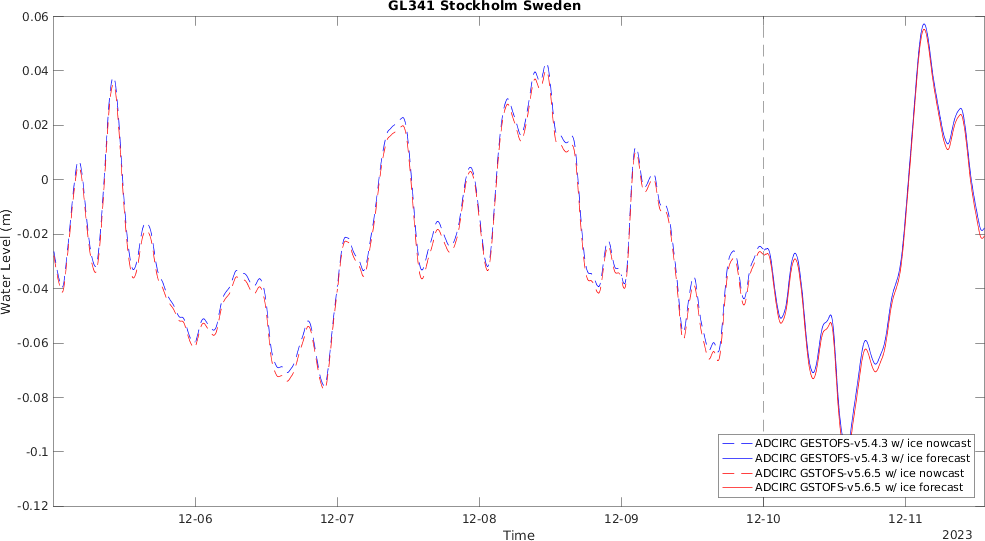 GL341 Stockholm Sweden
0.06
0.04
0.02
0
-0.02
-0.04
-0.06
-0.08
-0.1
-0.12
Water Level (m)
ADCIRC GESTOFS-v5.4.3 w/ ice nowcast
ADCIRC GESTOFS-v5.4.3 w/ ice forecast
ADCIRC GSTOFS-v5.6.5 w/ ice nowcast
ADCIRC GSTOFS-v5.6.5 w/ ice forecast
12-06 12-07 12-08 12-09 12-10 12-11
Time
2023